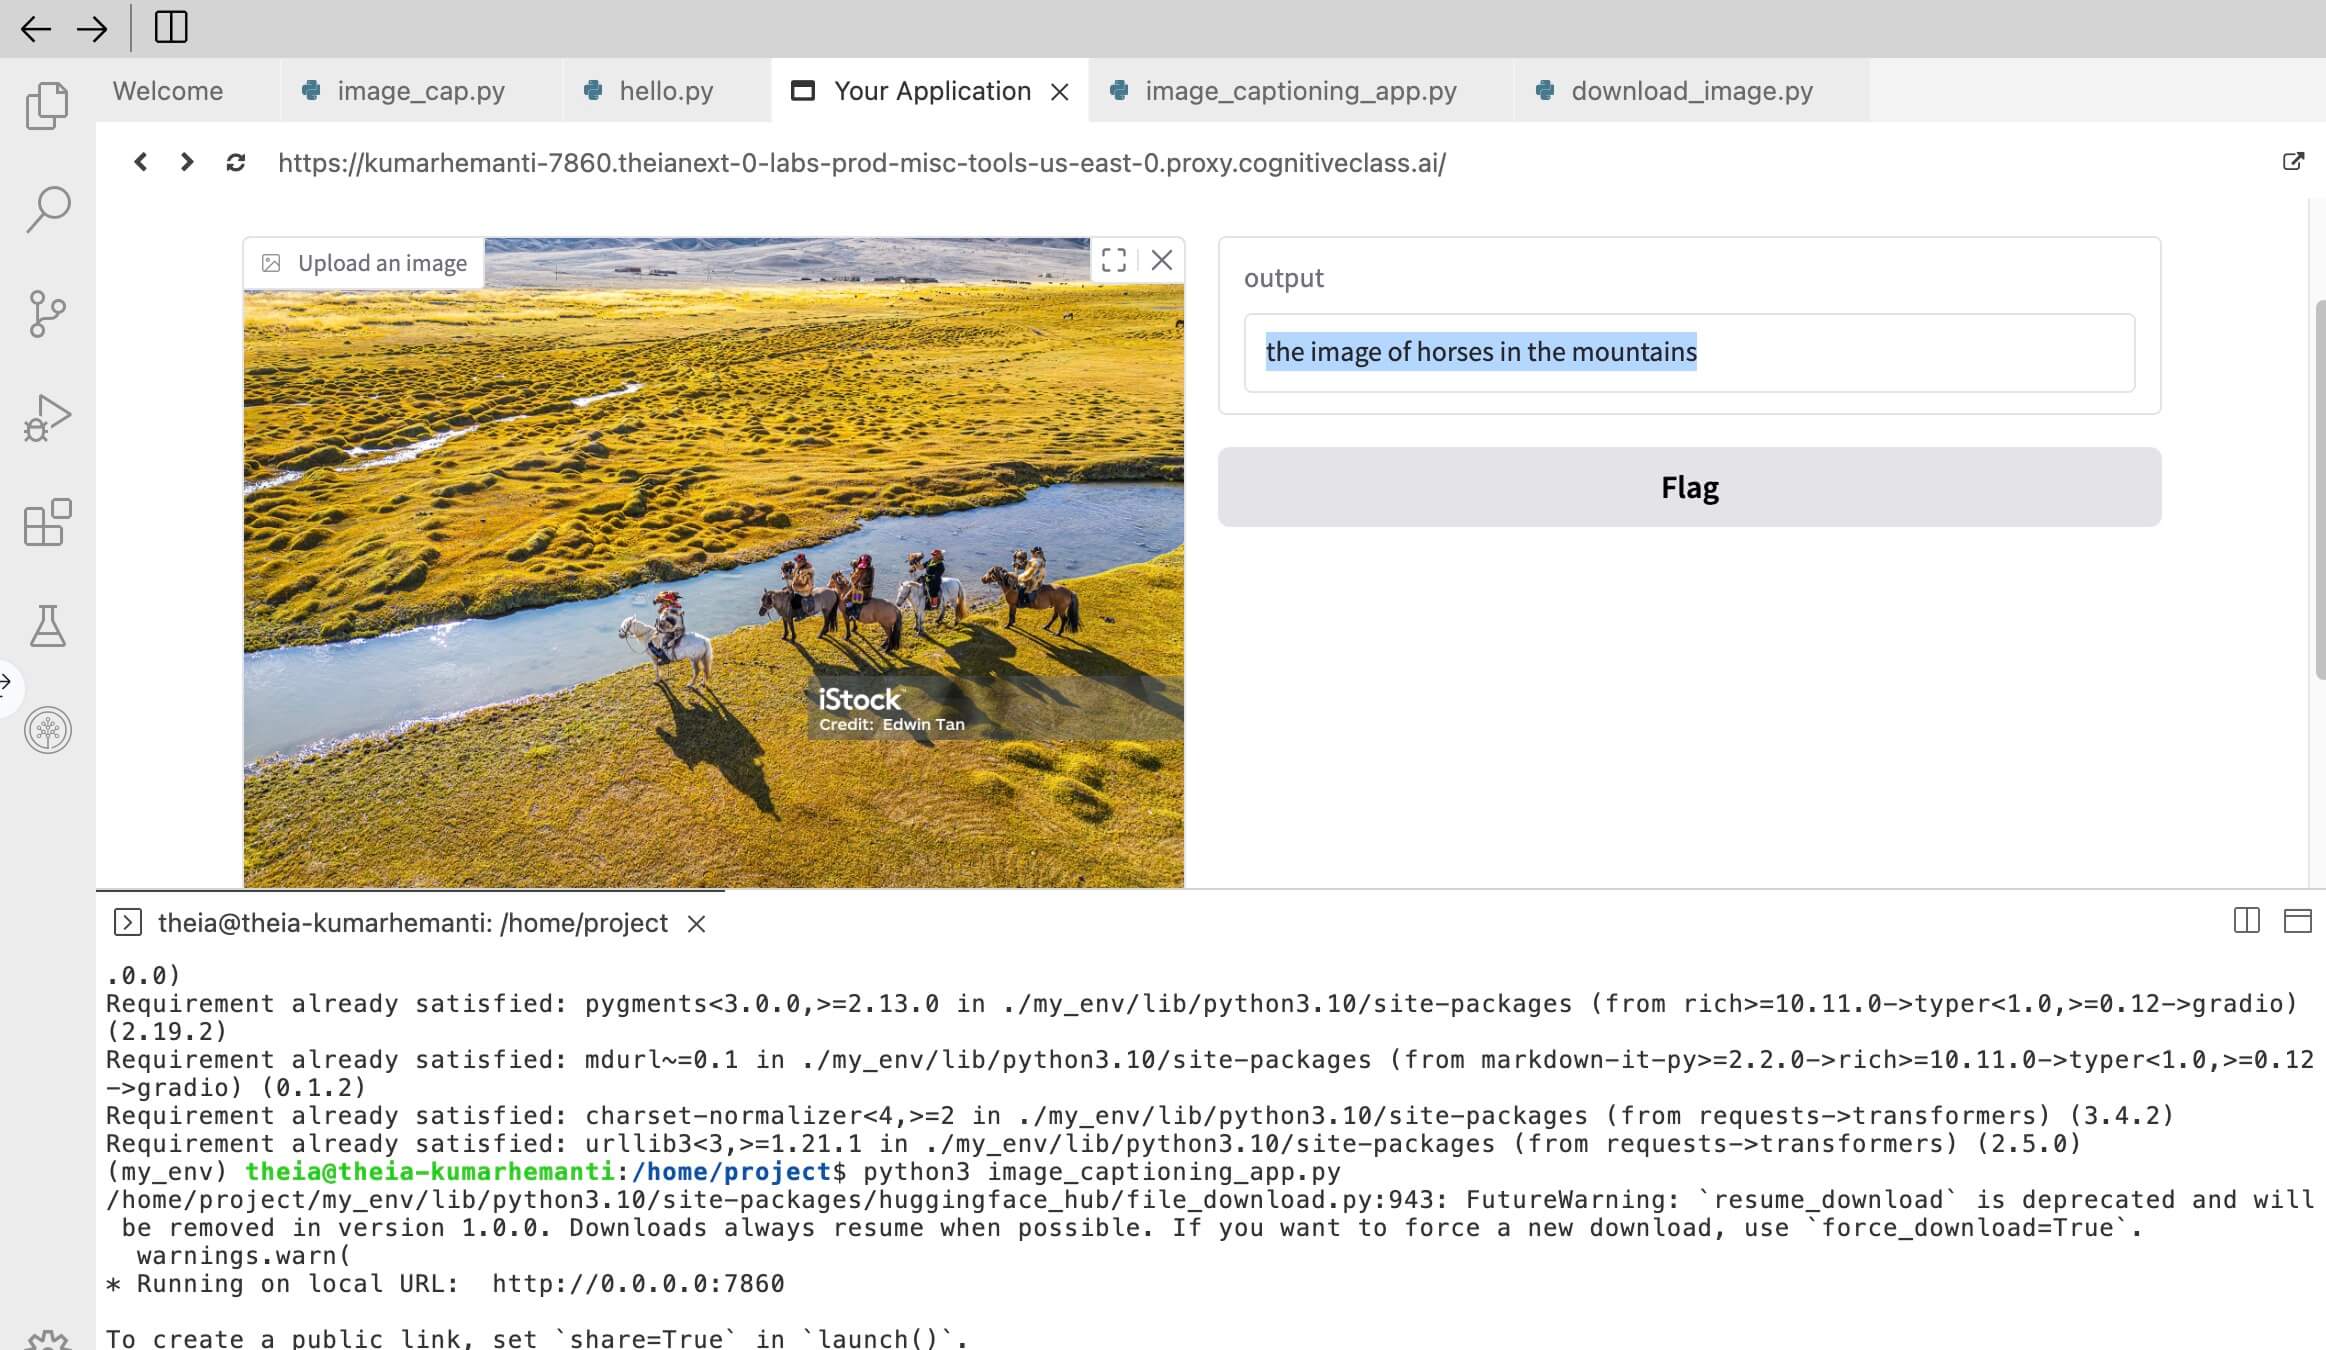 Welcome
image_cap.py
hello.py
Your Application
image_captioning_app.py
download_image.py
https://kumarhemanti-7860.theianext-0-labs-prod-misc-tools-us-east-0.proxy.cognitiveclass.ai/
Upload an image
iStock
Credit: Edwin Tan
output
the image of horses in the mountains
Flag
theia@theia-kumarhemanti: /home/project
.0.0)
Requirement already satisfied: pygments<3.0.0,>=2.13.0 in ./my_env/lib/python3.10/site-packages (from rich>=10.11.0->typer<1.0,>=0.12->gradio)
(2.19.2)
Requirement already satisfied: mdurl~=0.1 in ./my_env/lib/python3.10/site-packages (from markdown-it-py>=2.2.0->rich>=10.11.0->typer<1.0,>=0.12
->gradio) (0.1.2)
Requirement already satisfied: charset-normalizer<4,>=2 in ./my_env/lib/python3.10/site-packages (from requests->transformers) (3.4.2)
Requirement already satisfied: urllib3<3,>=1.21.1 in ./my_env/lib/python3.10/site-packages (from requests->transformers) (2.5.0)
(my_env) theia@theia-kumarhemanti:/home/project$ python3 image_captioning_app.py
/home/project/my_env/lib/python3.10/site-packages/huggingface_hub/file_download.py:943: FutureWarning: `resume_download` is deprecated and will
be removed in version 1.0.0. Downloads always resume when possible. If you want to force a new download, use `force_download=True`.
warnings.warn(
* Running on local URL:  http://0.0.0.0:7860
To create a public link, set `share=True` in `launch()`.